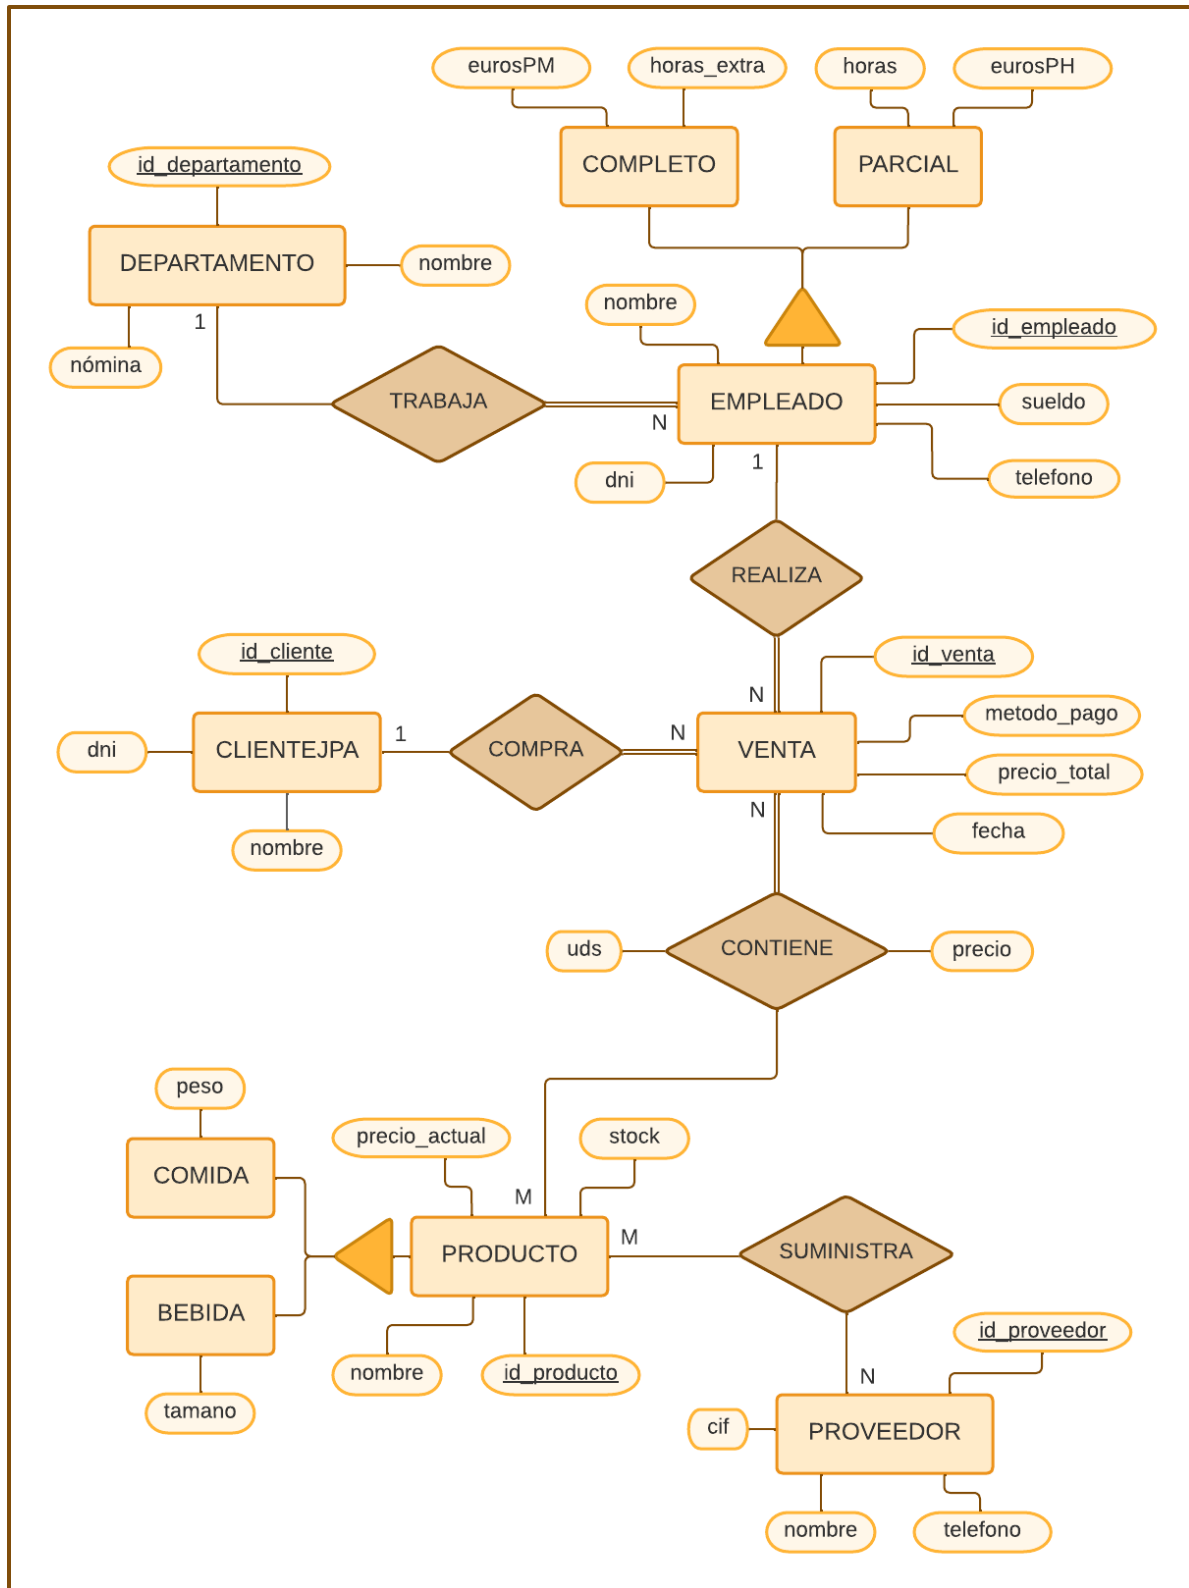 eurosPM
horas_extra
horas
eurosPH
COMPLETO
PARCIAL
id_departamento
DEPARTAMENTO
nombre
nómina
1
TRABAJA
N
nombre
EMPLEADO
id_empleado
sueldo
telefono
dni
1
REALIZA
N
id_cliente
dni
CLIENTEJPA
1
COMPRA
N
VENTA
id_venta
metodo_pago
precio_total
fecha
nombre
N
uds
CONTIENE
precio
peso
COMIDA
precio_actual
stock
M
PRODUCTO
M
SUMINISTRA
BEBIDA
tamano
nombre
id_producto
id_proveedor
N
cif
PROVEEDOR
nombre
telefono